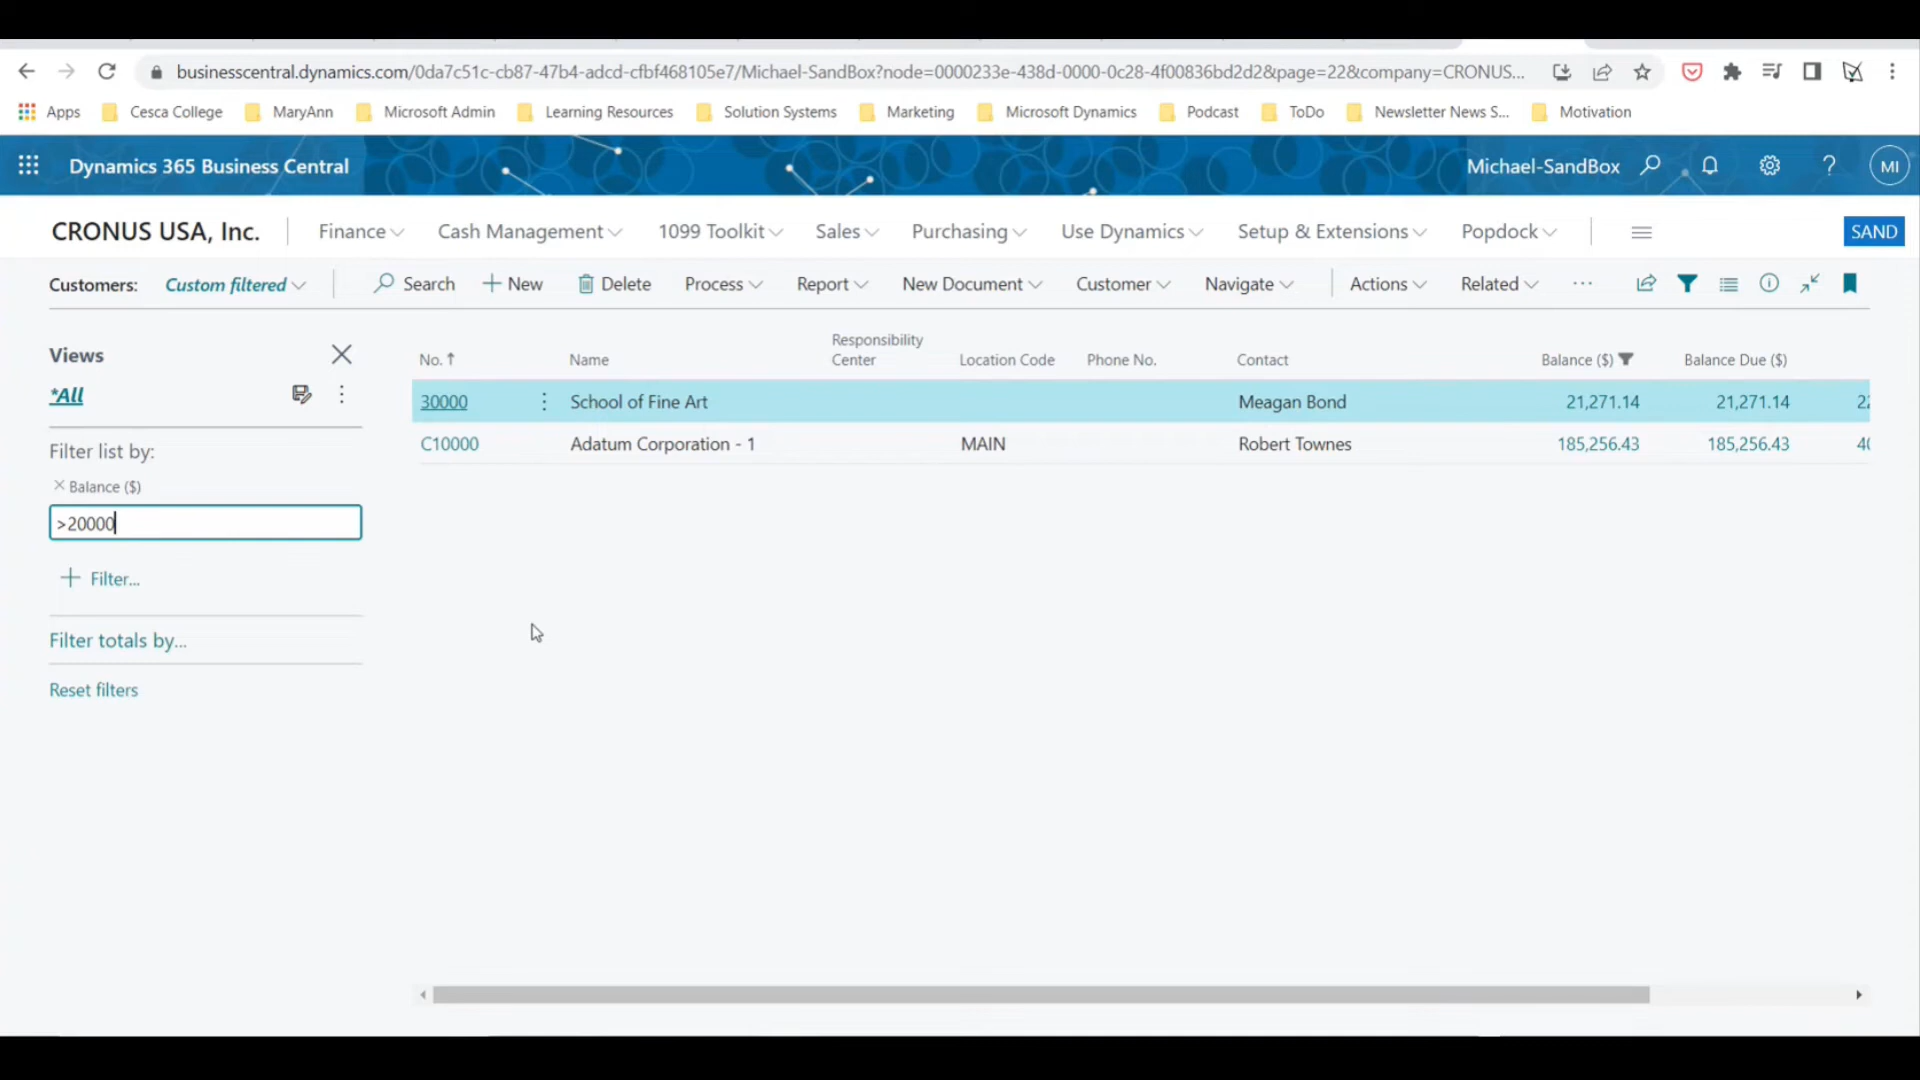 businesscentral.dynamics.com/0da7c51c-cb87-47b4-adcd-cfbf468105e7/Michael-SandBox?node=0000233e-438d-0000-0c28-4f00836bd2d2&page=22&company=CRONUS...
Apps Cesca College MaryAnn Microsoft Admin Learning Resources Solution Systems Marketing Microsoft Dynamics Podcast ToDo Newsletter News S... Motivation
Dynamics 365 Business Central Michael-SandBox ? MI
CRONUS USA, Inc. Finance Cash Management 1099 Toolkit Sales Purchasing Use Dynamics Setup & Extensions Popdock SAND
Customers: Custom filtered Search + New Delete Process Report New Document Customer Navigate Actions Related ...
Views
*All
Filter list by:
× Balance ($)
>20000
+ Filter...
Filter totals by...
Reset filters
No. ↑ Name Responsibility Center Location Code Phone No. Contact Balance ($) Balance Due ($)
30000 School of Fine Art Meagan Bond 21,271.14 21,271.14
C10000 Adatum Corporation - 1 MAIN Robert Townes 185,256.43 185,256.43